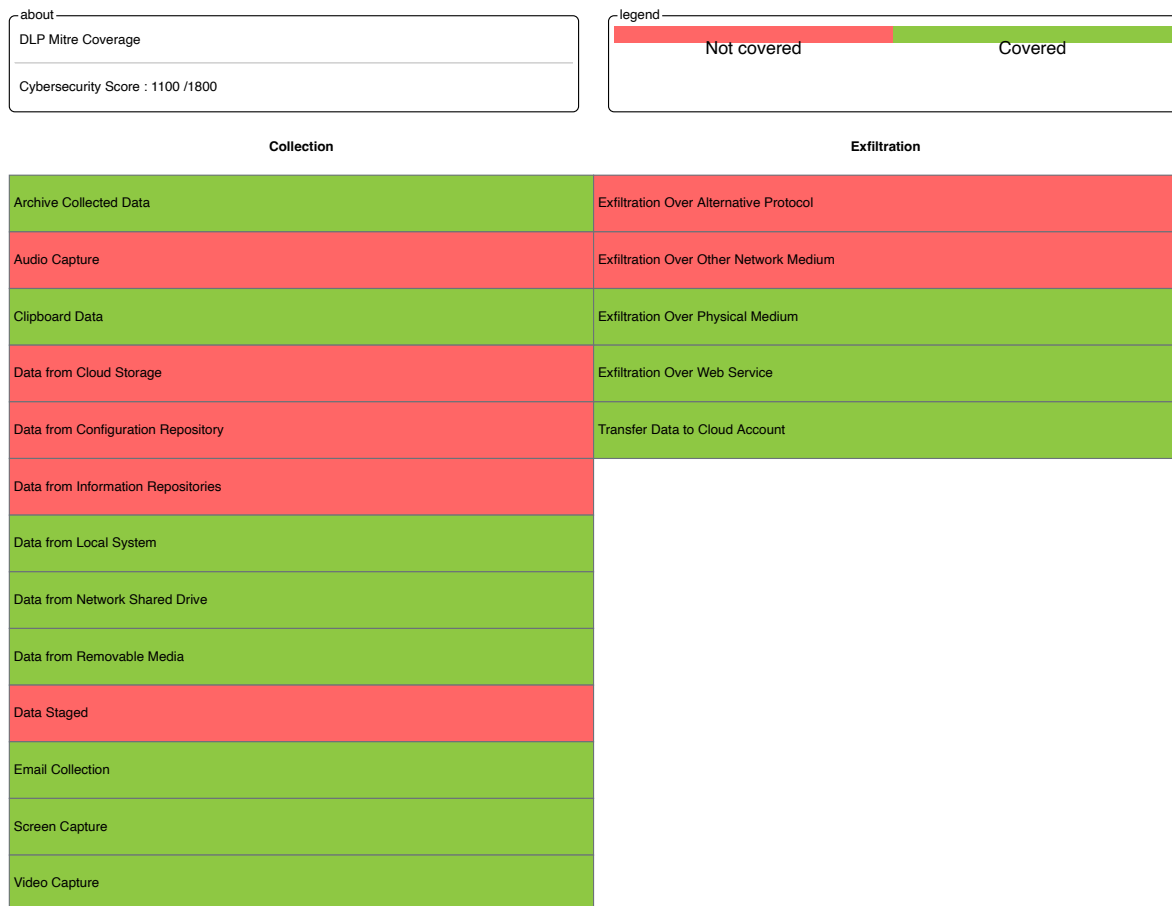 about
DLP Mitre Coverage
Cybersecurity Score : 1100 /1800
legend
Not covered
Covered
Collection
Exfiltration
Archive Collected Data
Exfiltration Over Alternative Protocol
Audio Capture
Exfiltration Over Other Network Medium
Clipboard Data
Exfiltration Over Physical Medium
Data from Cloud Storage
Exfiltration Over Web Service
Data from Configuration Repository
Transfer Data to Cloud Account
Data from Information Repositories
Data from Local System
Data from Network Shared Drive
Data from Removable Media
Data Staged
Email Collection
Screen Capture
Video Capture